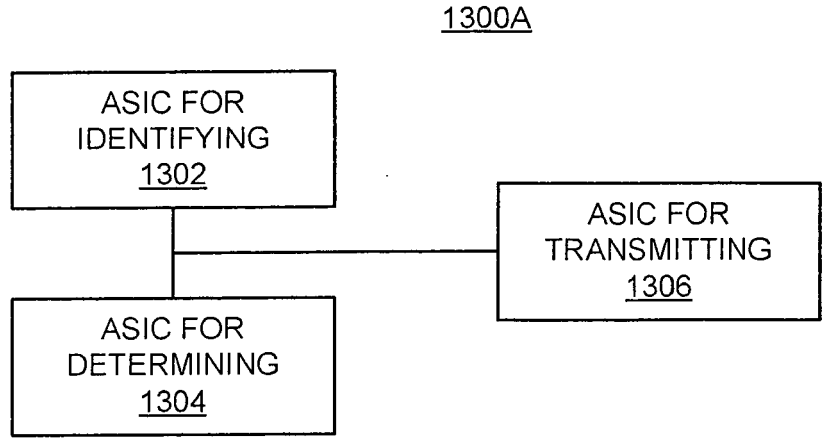 1300A
ASIC FOR
IDENTIFYING
1302
ASIC FOR
TRANSMITTING
1306
ASIC FOR
DETERMINING
1304